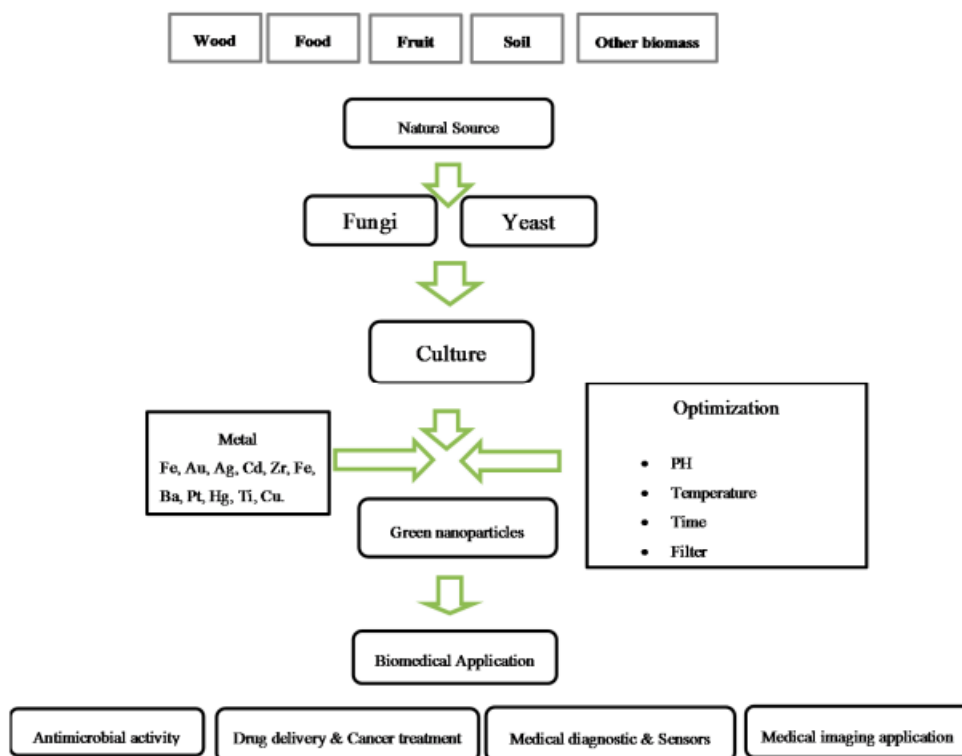 Wood
Food
Fruit
Soil
Other biomass
Natural Source
Fungi
Yeast
Culture
Metal
Fe, Au, Ag, Cd, Zr, Fe,
Ba, Pt, Hg, Ti, Cu.
Optimization
• PH
• Temperature
• Time
• Filter
Green nanoparticles
Biomedical Application
Antimicrobial activity
Drug delivery & Cancer treatment
Medical diagnostic & Sensors
Medical imaging application